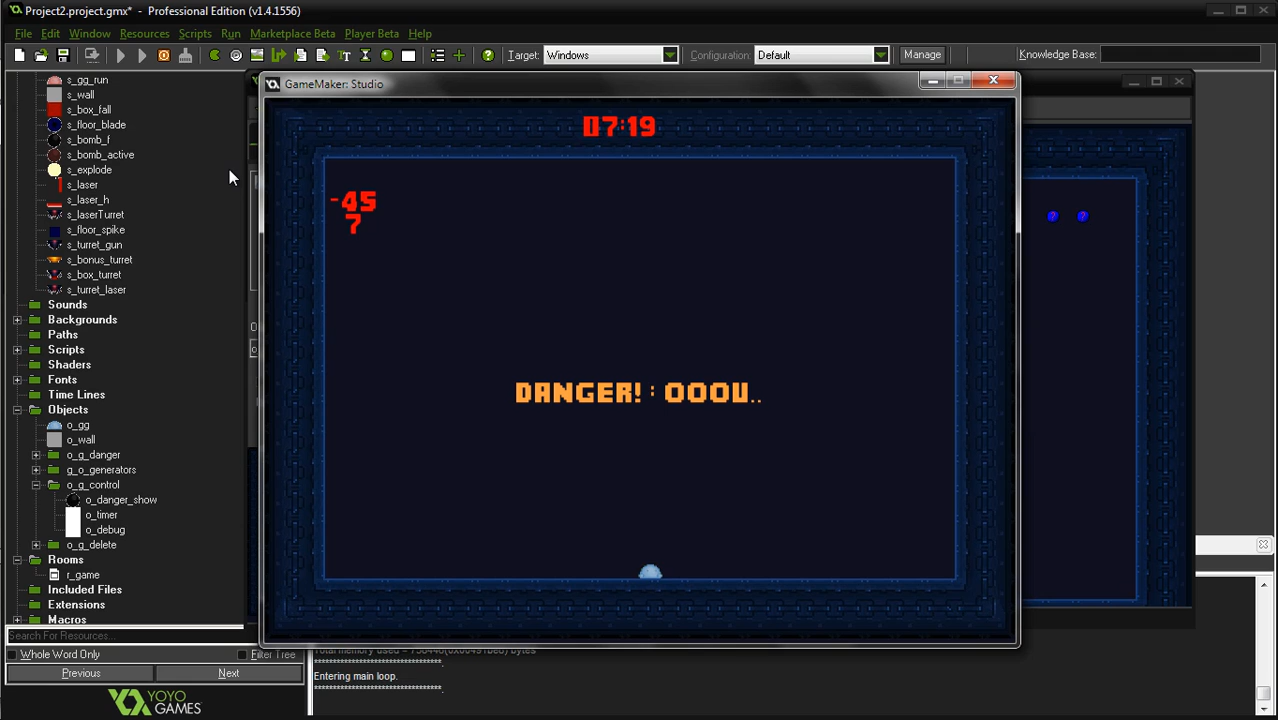 Project2.project.gmx* - Professional Edition (v1.4.1556)
File Edit Window Resources Scripts Run Marketplace Beta Player Beta Help
Target: Windows Configuration: Default Manage Knowledge Base:
s_gg_run
s_wall
s_box_fall
s_floor_blade
s_bomb_f
s_bomb_active
s_explode
s_laser
s_laser_h
s_laserTurret
s_floor_spike
s_turret_gun
s_bonus_turret
s_box_turret
s_turret_laser
Sounds
Backgrounds
Paths
Scripts
Shaders
Fonts
Time Lines
Objects
o_gg
o_wall
o_g_danger
g_o_generators
o_g_control
o_danger_show
o_timer
o_debug
o_g_delete
Rooms
r_game
Included Files
Extensions
Macros
Search For Resources...
Whole Word Only Filter Tree
Previous Next
YOYO
GAMES™
GameMaker: Studio
07:19
-45
7
DANGER! : OOOU..
? ?
Entering main loop.
*********************************.